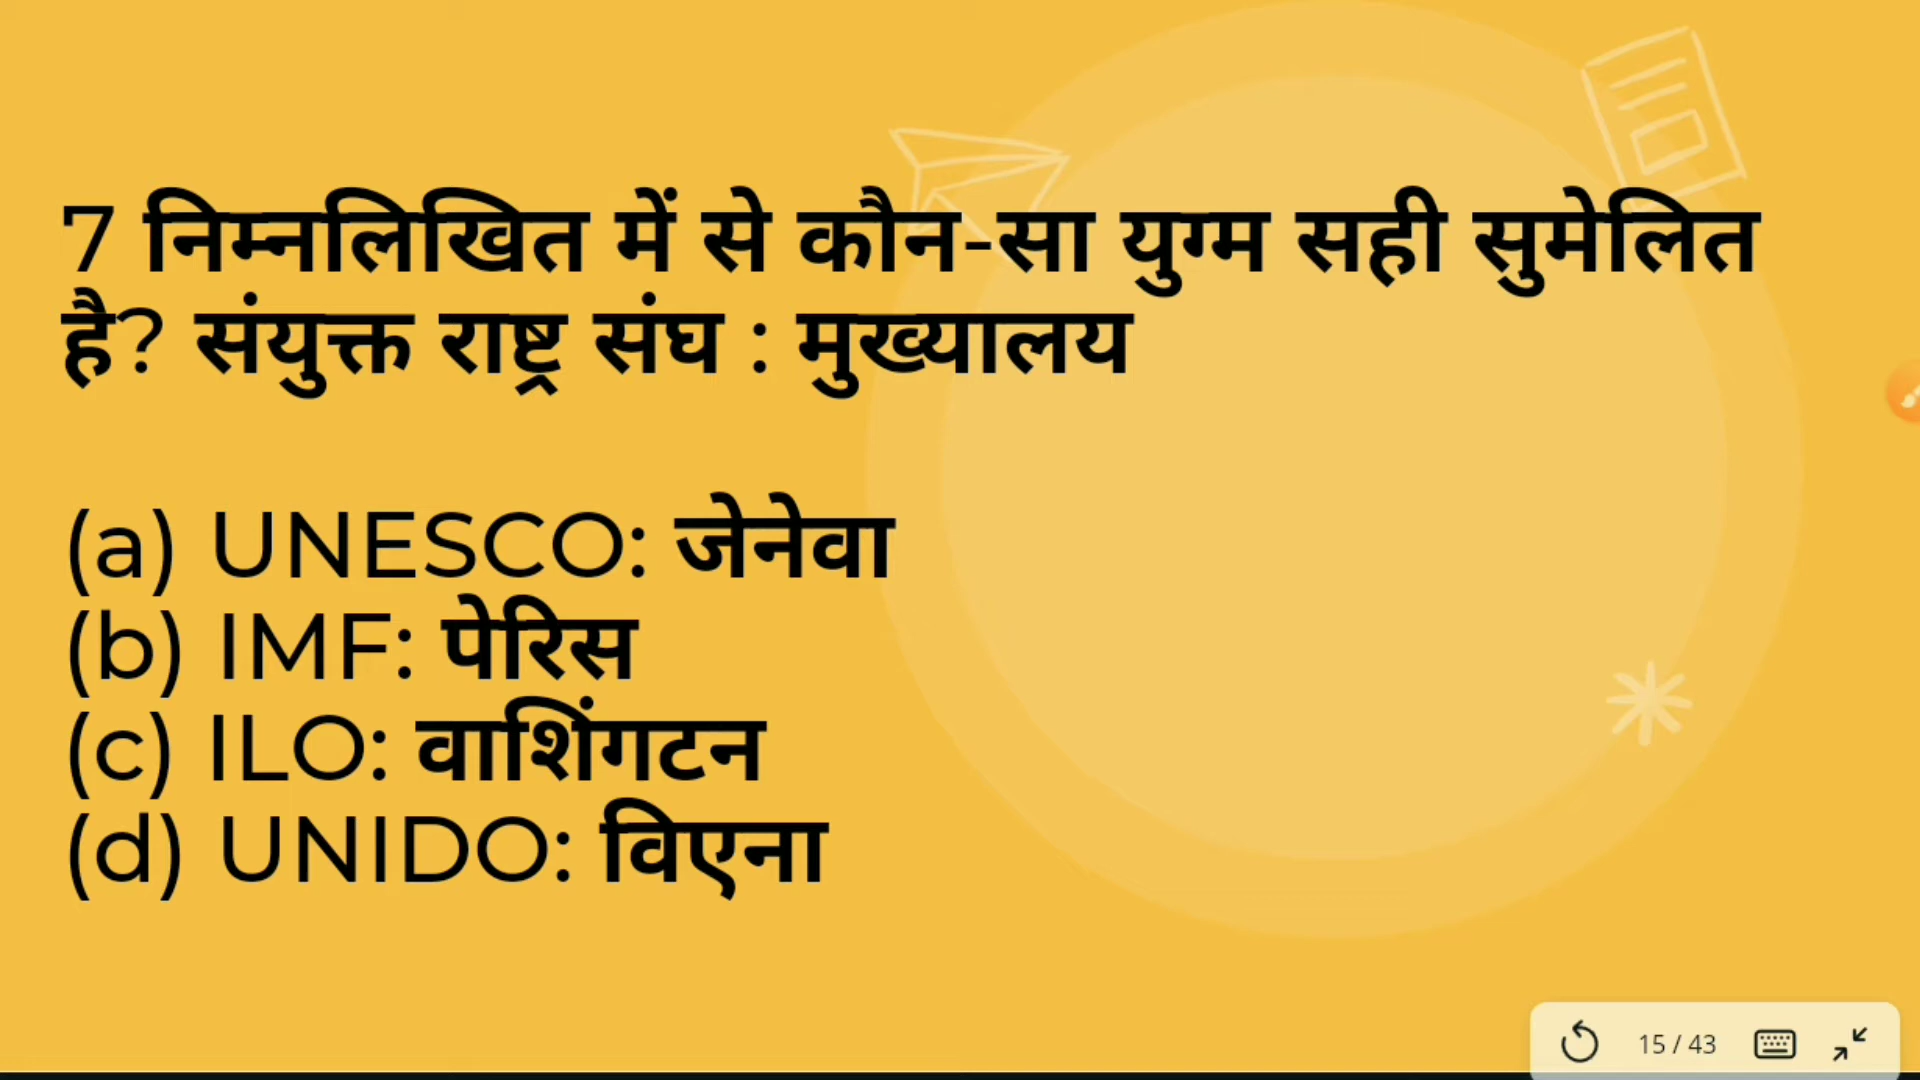 7 निम्नलिखित में से कौन-सा युग्म सही सुमेलित
है? संयुक्त राष्ट्र संघ : मुख्यालय
(a) UNESCO: जेनेवा
(b) IMF: पेरिस
(c) ILO: वाशिंगटन
(d) UNIDO: विएना
15 / 43